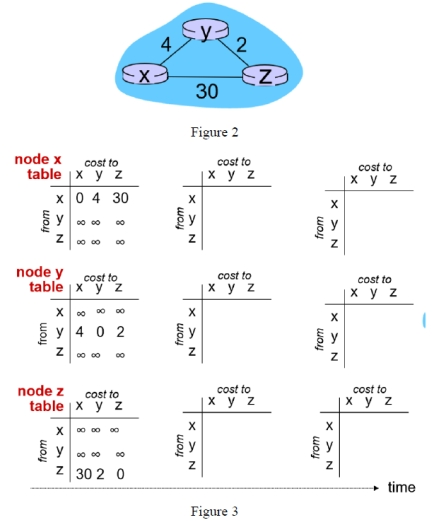 y
4 2
x z
30
Figure 2
node x cost to cost to cost to
table x y z x y z x y z
from x 0 4 30 from x from x
y ∞ ∞ ∞ y y
z ∞ ∞ ∞ z z
node y cost to cost to cost to
table x y z x y z x y z
from x ∞ ∞ ∞ from x from x
y 4 0 2 y y
z ∞ ∞ ∞ z z
node z cost to cost to cost to
table x y z x y z x y z
from x ∞ ∞ ∞ from x from x
y ∞ ∞ ∞ y y
z 30 2 0 z z
time
Figure 3